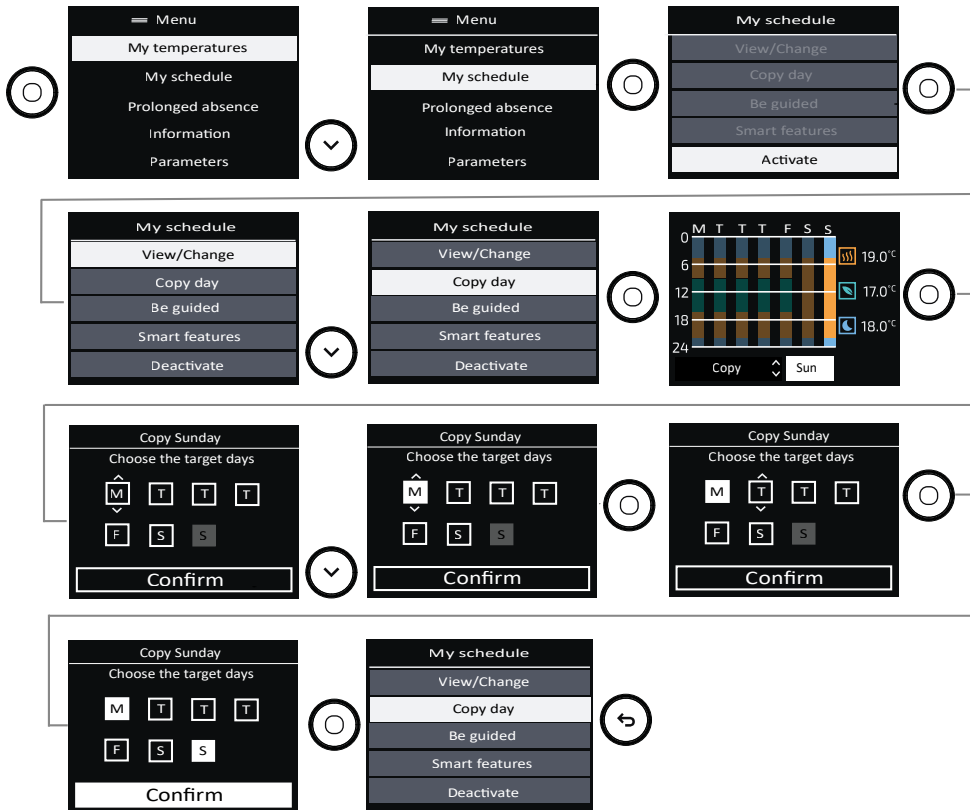 Menu
My temperatures
My schedule
Prolonged absence
Information
Parameters
Menu
My temperatures
My schedule
Prolonged absence
Information
Parameters
My schedule
View/Change
Copy day
Be guided
Smart features
Activate
My schedule
View/Change
Copy day
Be guided
Smart features
Deactivate
My schedule
View/Change
Copy day
Be guided
Smart features
Deactivate
M T T T F S S
0
6
12
18
24
19.0°C
17.0°C
18.0°C
Copy Sun
Copy Sunday
Choose the target days
M T T T
F S S
Confirm
Copy Sunday
Choose the target days
M T T T
F S S
Confirm
Copy Sunday
Choose the target days
M T T T
F S S
Confirm
Copy Sunday
Choose the target days
M T T T
F S S
Confirm
My schedule
View/Change
Copy day
Be guided
Smart features
Deactivate